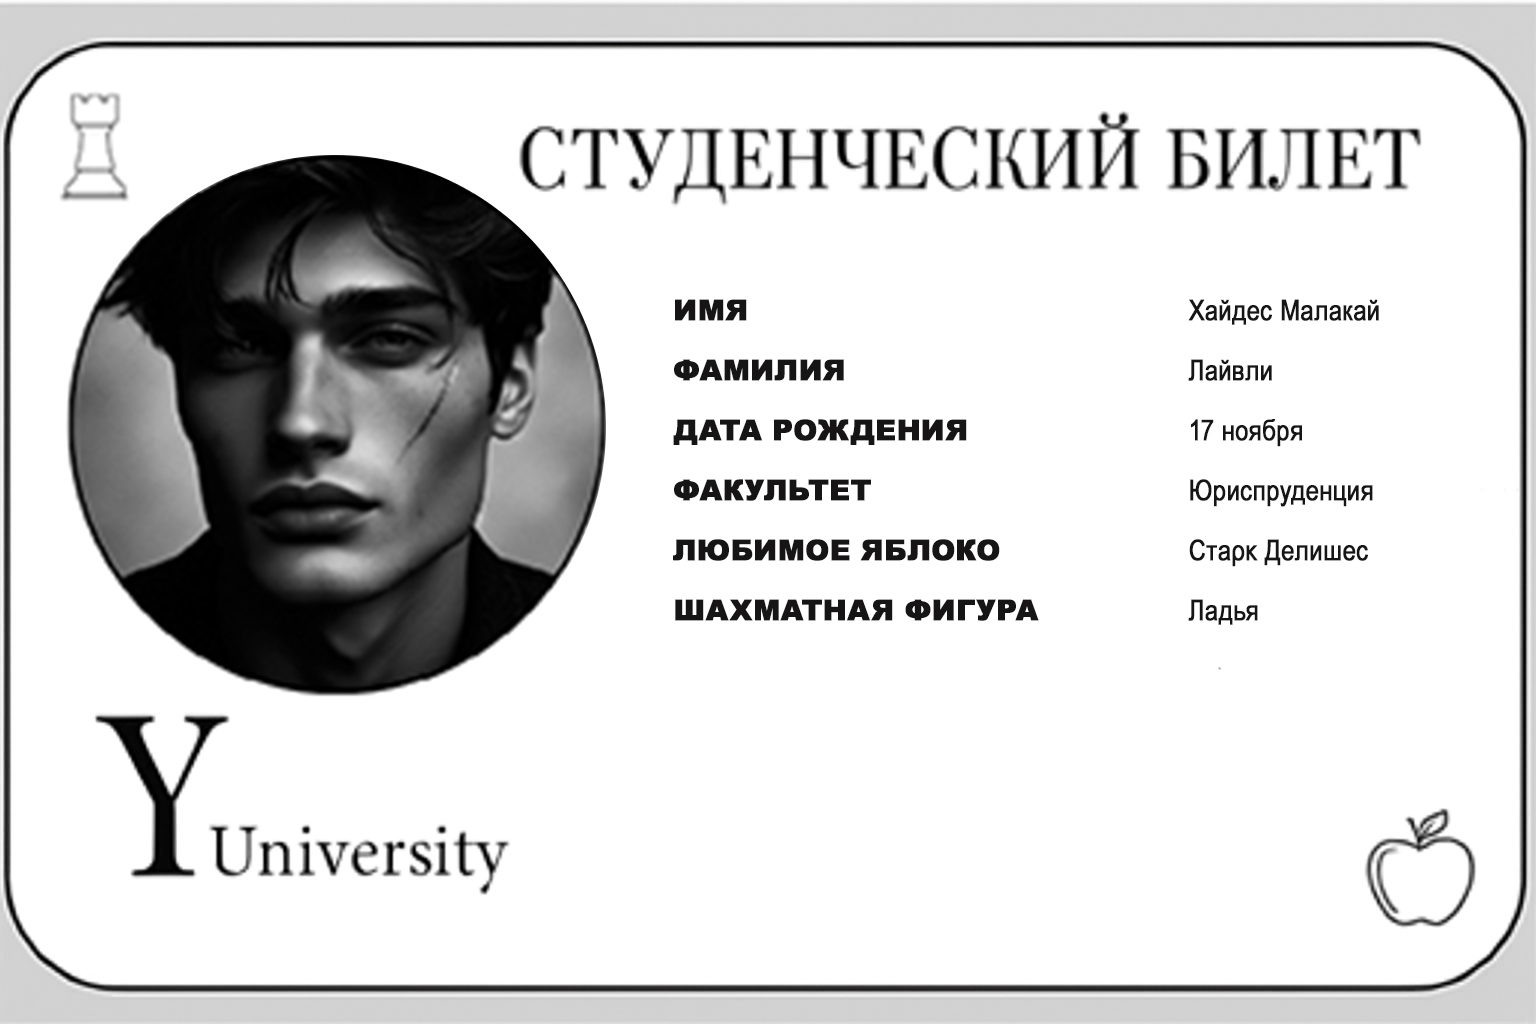 СТУДЕНЧЕСКИЙ БИЛЕТ
ИМЯ Хайдес Малакай
ФАМИЛИЯ Лайвли
ДАТА РОЖДЕНИЯ 17 ноября
ФАКУЛЬТЕТ Юриспруденция
ЛЮБИМОЕ ЯБЛОКО Старк Делишес
ШАХМАТНАЯ ФИГУРА Ладья
Y University